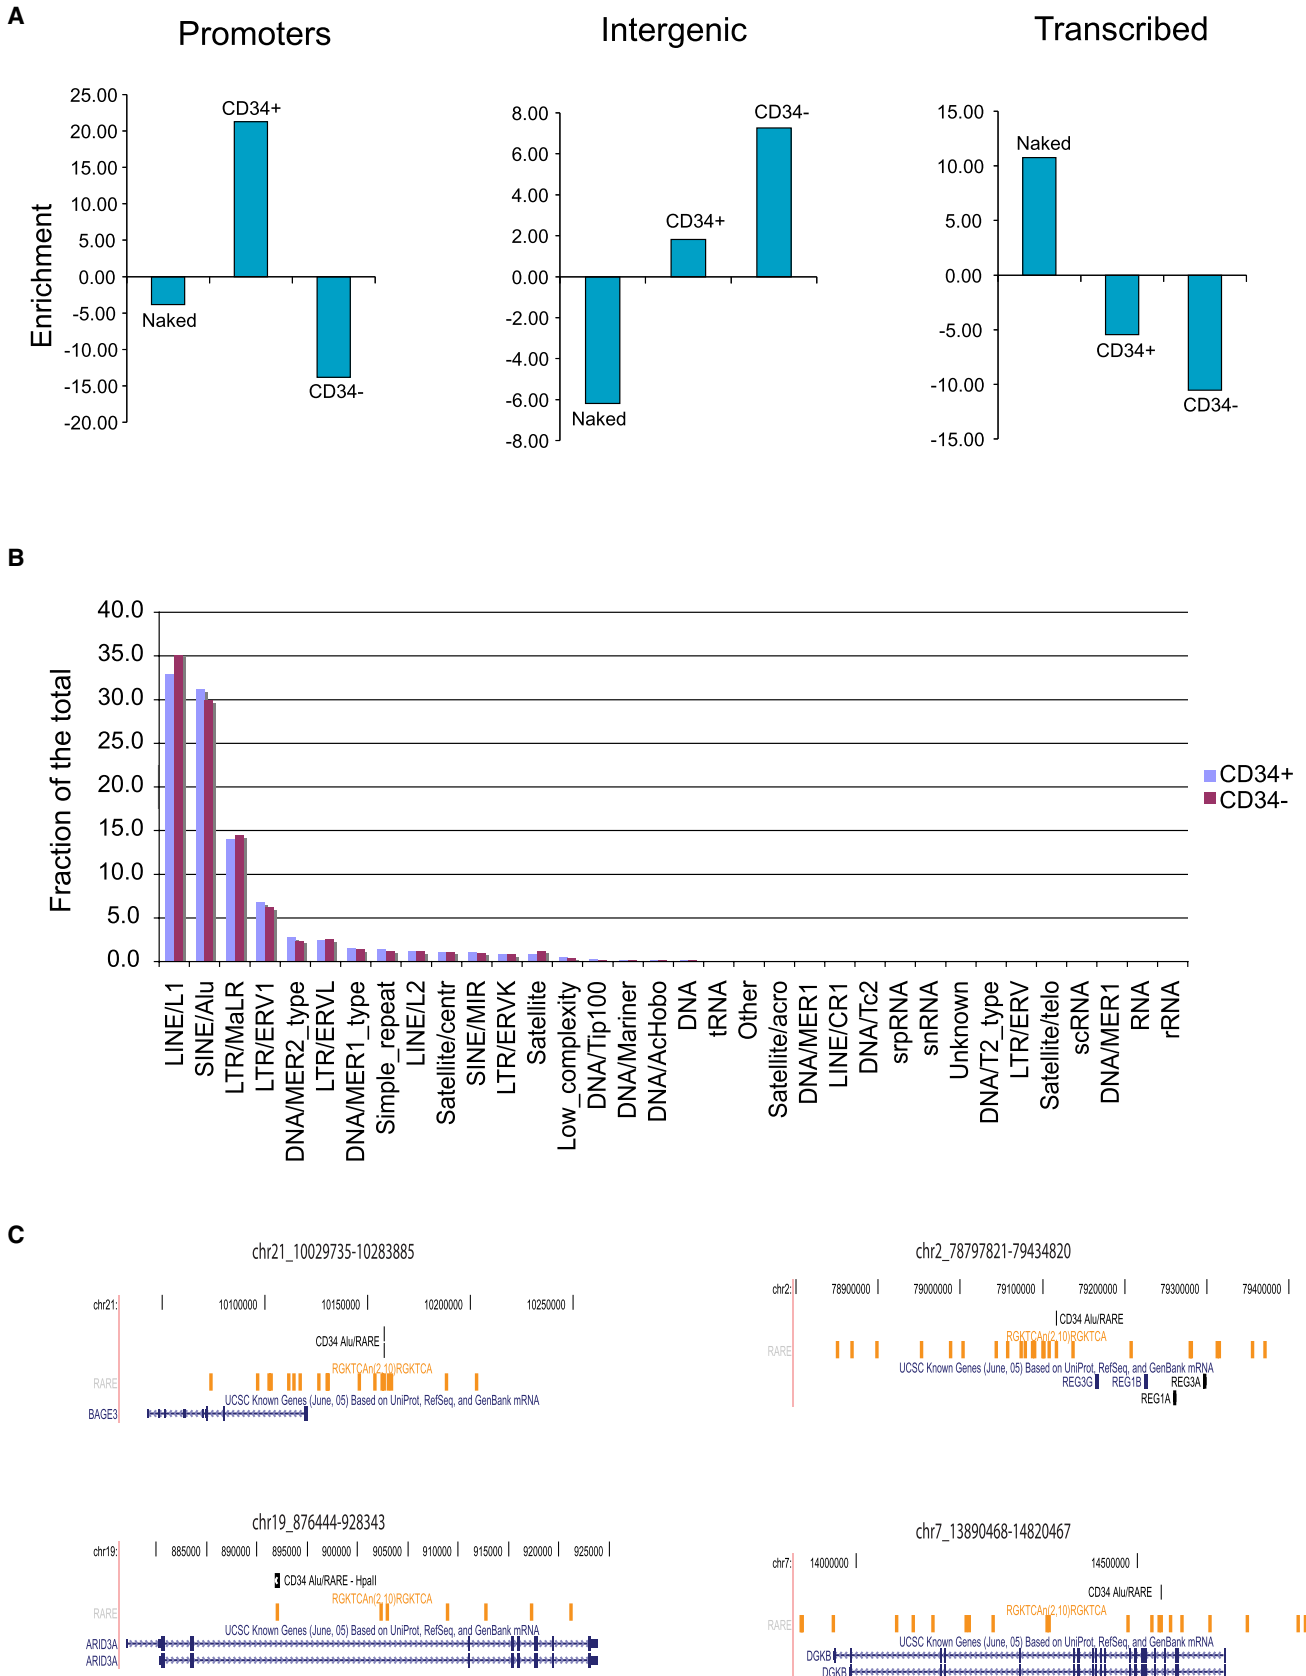 A
Promoters
Intergenic
Transcribed
Enrichment
25.00
20.00
15.00
10.00
5.00
0.00
-5.00
-10.00
-15.00
-20.00
Naked
CD34+
CD34-
8.00
6.00
4.00
2.00
0.00
-2.00
-4.00
-6.00
-8.00
Naked
CD34+
CD34-
15.00
10.00
5.00
0.00
-5.00
-10.00
-15.00
Naked
CD34+
CD34-
B
Fraction of the total
40.0
35.0
30.0
25.0
20.0
15.0
10.0
5.0
0.0
CD34+
CD34-
LINE/L1
SINE/Alu
LTR/MaLR
LTR/ERV1
DNA/MER2_type
LTR/ERVL
DNA/MER1_type
Simple_repeat
LINE/L2
Satellite/centr
SINE/MIR
LTR/ERVK
Satellite
Low_complexity
DNA/Tip100
DNA/Mariner
DNA/AcHobo
DNA
tRNA
Other
Satellite/acro
DNA/MER1
LINE/CR1
DNA/Tc2
srpRNA
snRNA
Unknown
DNA/T2_type
LTR/ERV
Satellite/telo
scRNA
DNA/MER1
RNA
rRNA
C
chr21_10029735-10283885
chr21:
10100000
10150000
10200000
10250000
CD34 Alu/RARE
RGKTCAn(2,10)RGKTCA
RARE
UCSC Known Genes (June, 05) Based on UniProt, RefSeq, and GenBank mRNA
BAGE3
chr2_78797821-79434820
chr2:
78900000
79000000
79100000
79200000
79300000
79400000
CD34 Alu/RARE
RGKTCAn(2,10)RGKTCA
RARE
UCSC Known Genes (June, 05) Based on UniProt, RefSeq, and GenBank mRNA
REG3G
REG1B
REG3A
REG1A
chr19_876444-928343
chr19:
885000
890000
895000
900000
905000
910000
915000
920000
925000
CD34 Alu/RARE - HpaII
RGKTCAn(2,10)RGKTCA
RARE
UCSC Known Genes (June, 05) Based on UniProt, RefSeq, and GenBank mRNA
ARID3A
ARID3A
chr7_13890468-14820467
chr7:
14000000
14500000
CD34 Alu/RARE
RGKTCAn(2,10)RGKTCA
RARE
UCSC Known Genes (June, 05) Based on UniProt, RefSeq, and GenBank mRNA
DGKB
DGKB